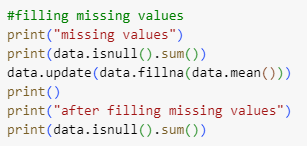 #filling missing values
print("missing values")
print(data.isnull().sum())
data.update(data.fillna(data.mean()))
print()
print("after filling missing values")
print(data.isnull().sum())